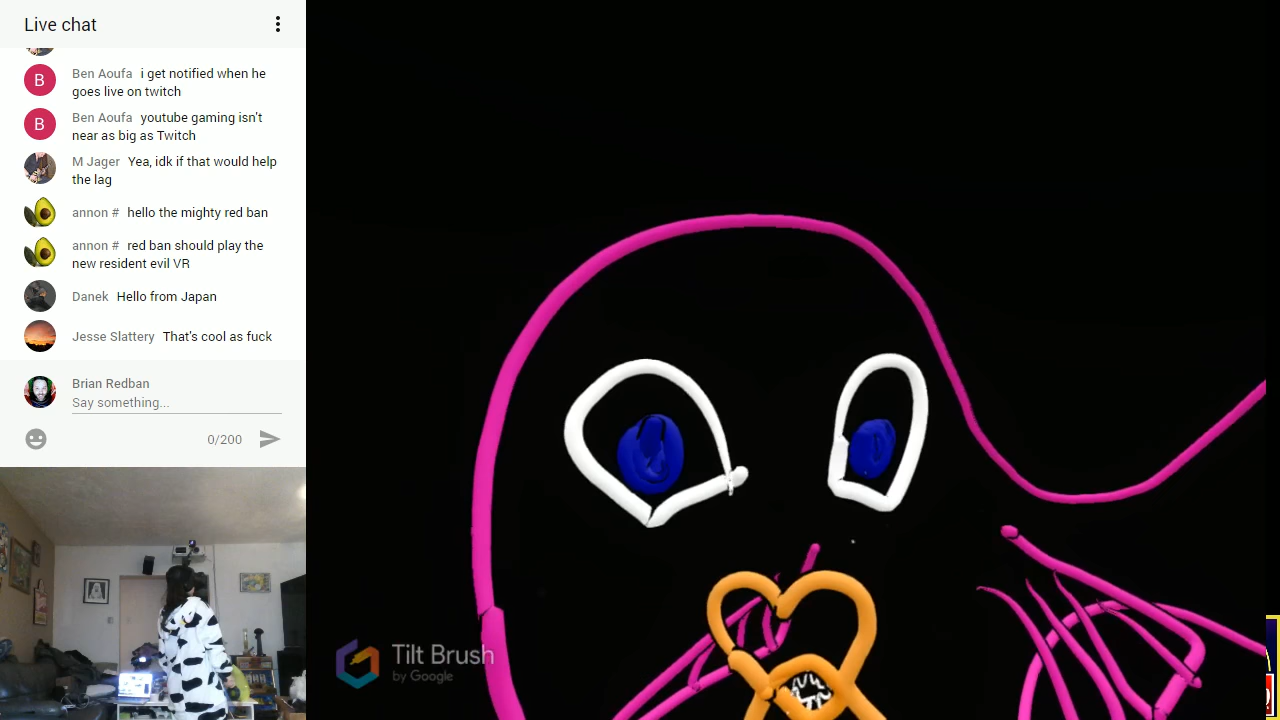 Live chat
B Ben Aoufa i get notified when he
goes live on twitch
B Ben Aoufa youtube gaming isn't
near as big as Twitch
M Jager Yea, idk if that would help
the lag
annon # hello the mighty red ban
annon # red ban should play the
new resident evil VR
Danek Hello from Japan
Jesse Slattery That's cool as fuck
Brian Redban
Say something...
0/200
Tilt Brush
by Google